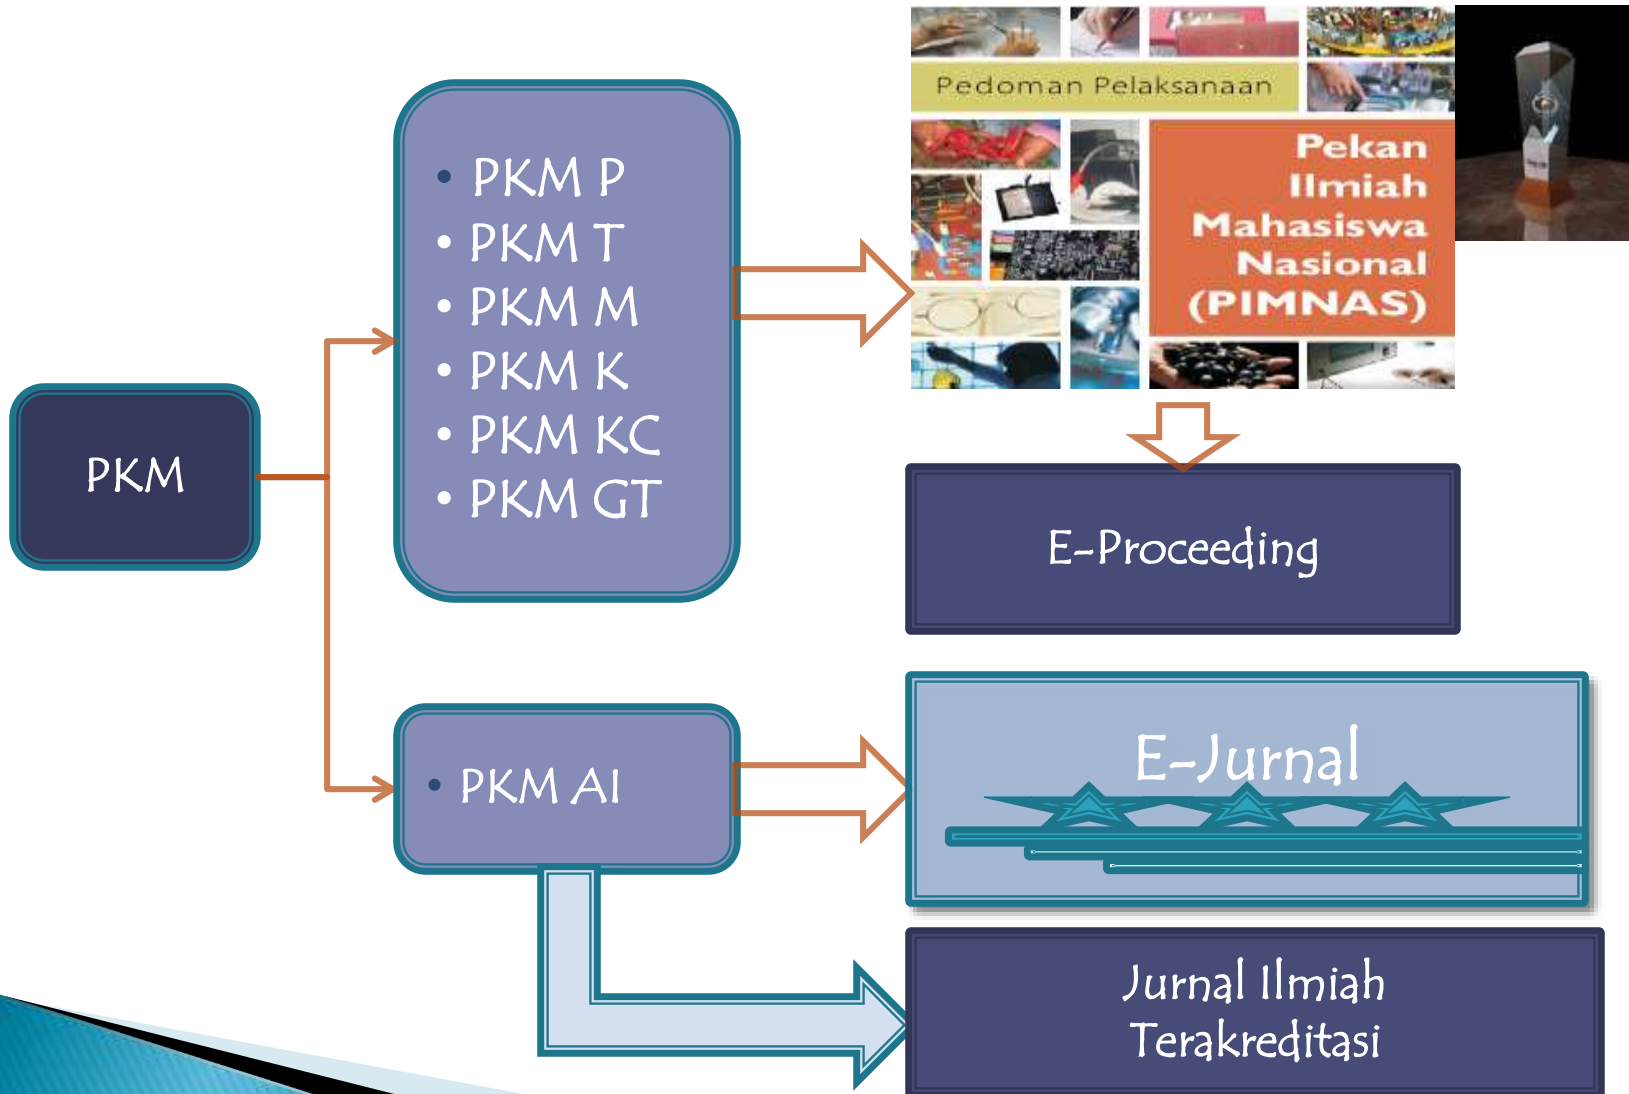 PKM
• PKM P
• PKM T
• PKM M
• PKM K
• PKM KC
• PKM GT
Pedoman Pelaksanaan
Pekan
Ilmiah
Mahasiswa
Nasional
(PIMNAS)
E-Proceeding
• PKM AI
E-Jurnal
Jurnal Ilmiah
Terakreditasi